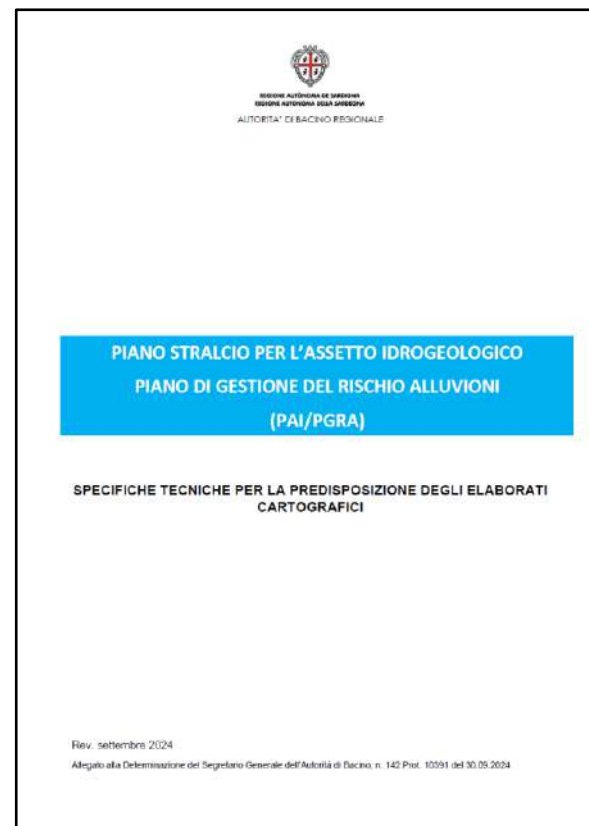 REGIONE AUTÒNOMA DE SARDIGNA
REGIONE AUTONOMA DELLA SARDEGNA
AUTORITA' DI BACINO REGIONALE
PIANO STRALCIO PER L'ASSETTO IDROGEOLOGICO
PIANO DI GESTIONE DEL RISCHIO ALLUVIONI
(PAI/PGRA)
SPECIFICHE TECNICHE PER LA PREDISPOSIZIONE DEGLI ELABORATI
CARTOGRAFICI
Rev. settembre 2024
Allegato alla Determinazione del Segretario Generale dell'Autorità di Bacino, n. 142 Prot. 10391 del 30.09.2024